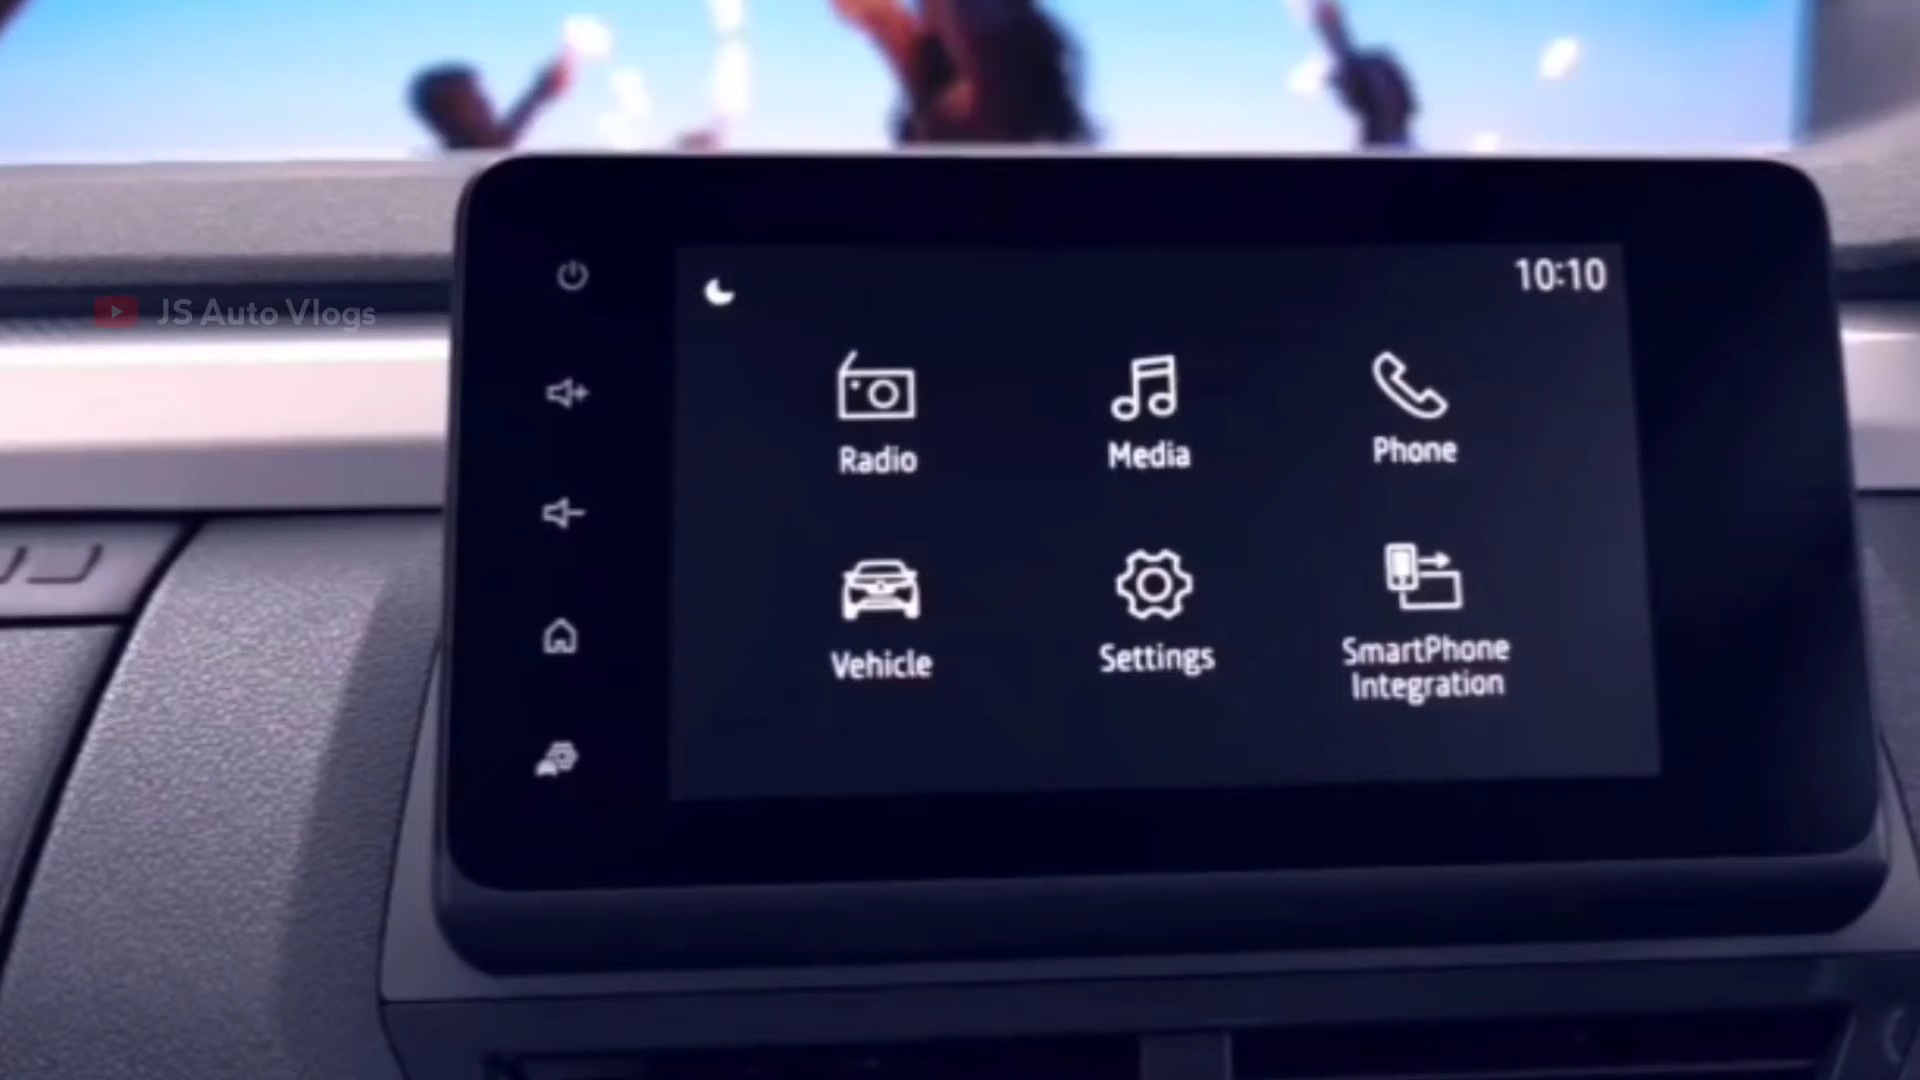 10:10
JS Auto Vlogs
Radio
Media
Phone
Vehicle
Settings
SmartPhone
Integration